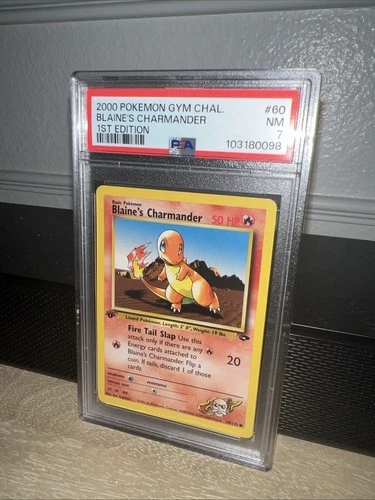 2000 POKEMON GYM CHAL. #60
BLAINE'S CHARMANDER NM
1ST EDITION 7
PSA 103180098
Basic Pokémon
Blaine's Charmander 50 HP
Lizard Pokémon. Length: 2' 0", Weight: 19 lbs.
Fire Tail Slap Use this
attack only if there are any
Energy cards attached to
Blaine's Charmander. Flip a
coin. If tails, discard 1 of those
cards.
20
weakness
resistance
retreat cost